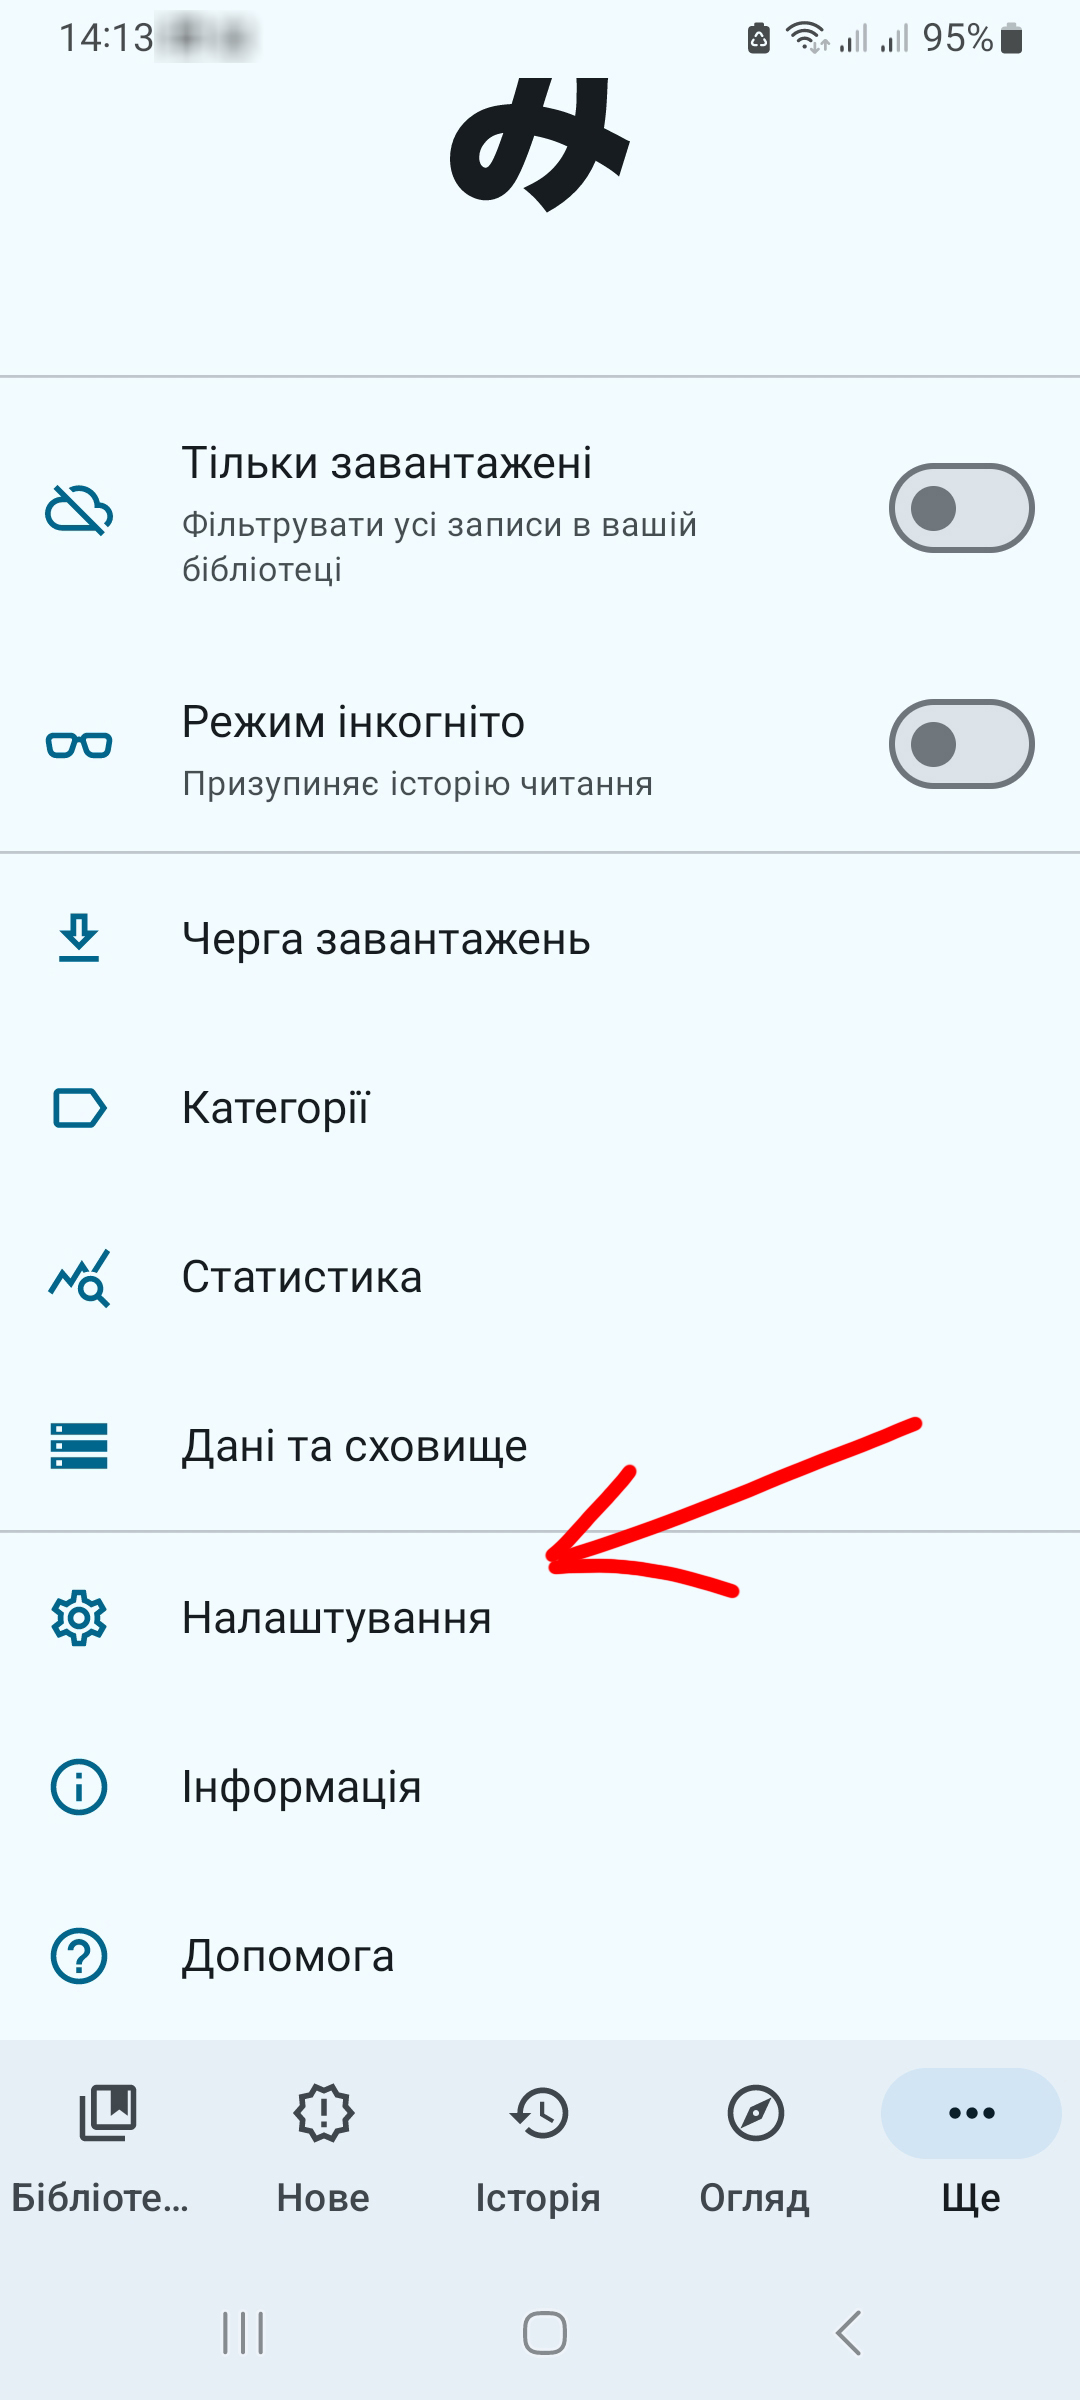 14:13
95%
み
Тільки завантажені
Фільтрувати усі записи в вашій
бібліотеці
Режим інкогніто
Призупиняє історію читання
Черга завантажень
Категорії
Статистика
Дані та сховище
Налаштування
Інформація
Допомога
Бібліоте...
Нове
Історія
Огляд
Ще